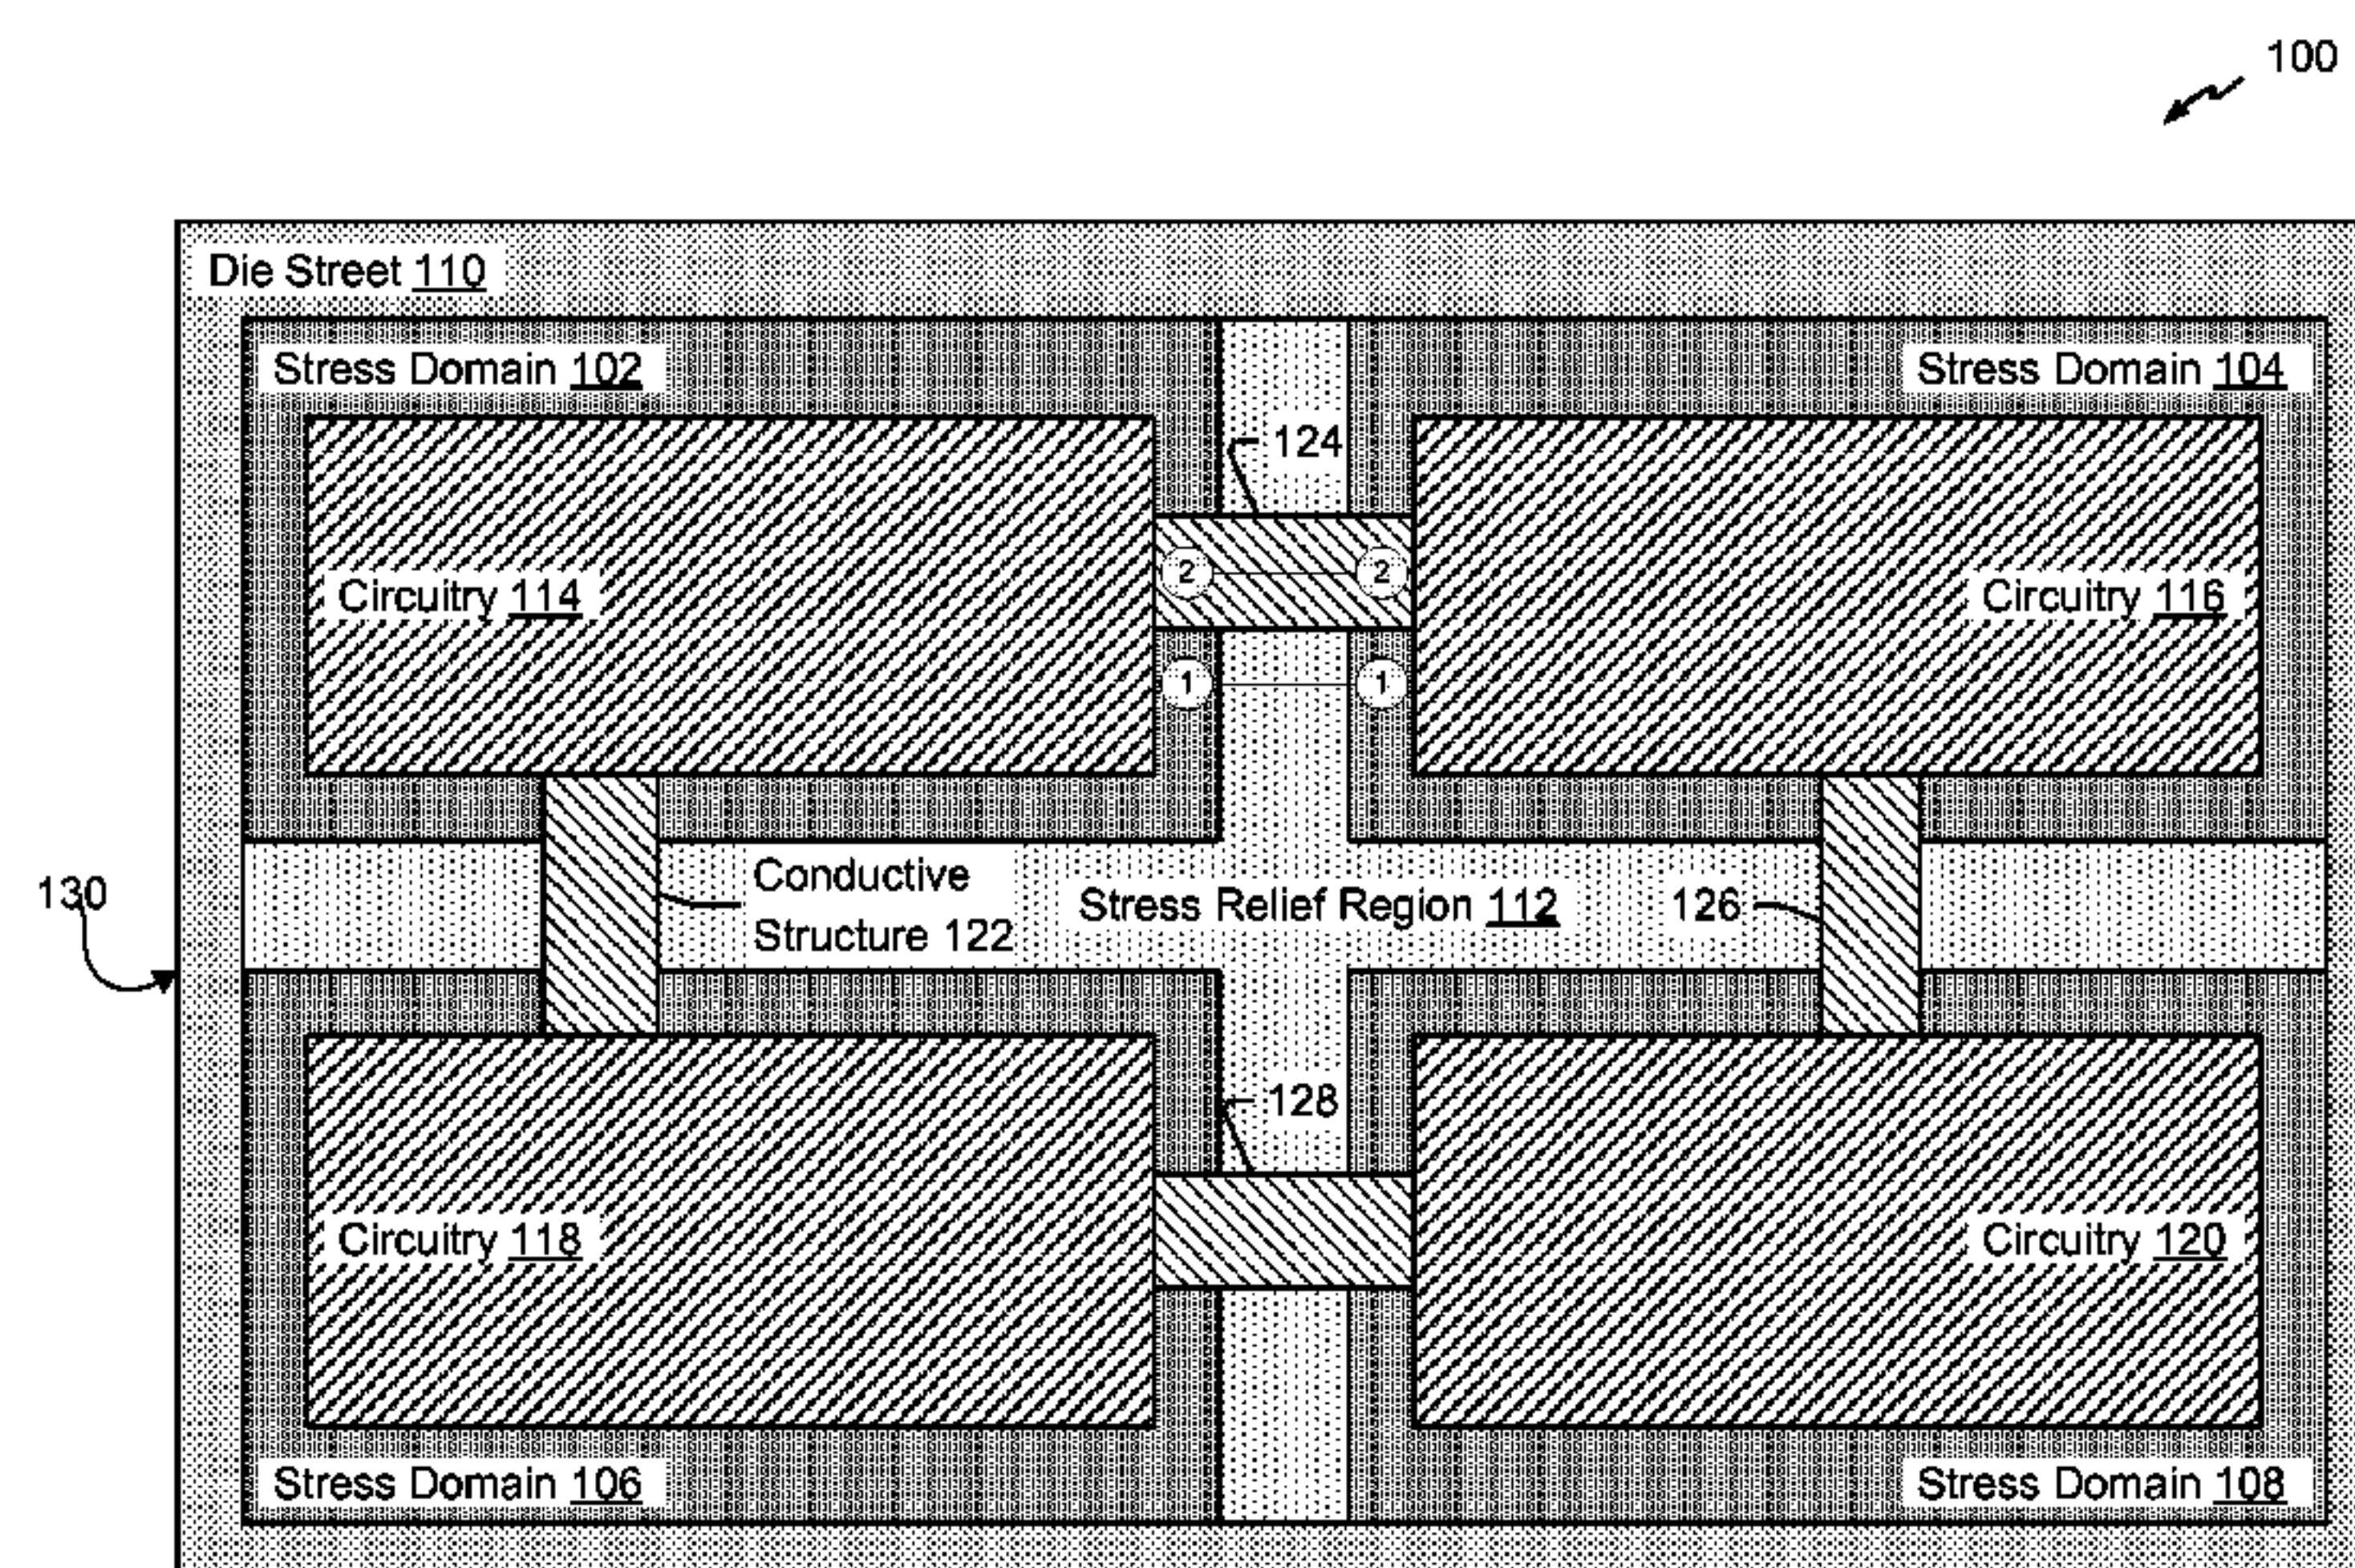 100
Die Street 110
Stress Domain 102
Stress Domain 104
124
Circuitry 114
2
2
Circuitry 116
1
1
130
Conductive
Structure 122
Stress Relief Region 112
126
128
Circuitry 118
Circuitry 120
Stress Domain 106
Stress Domain 108